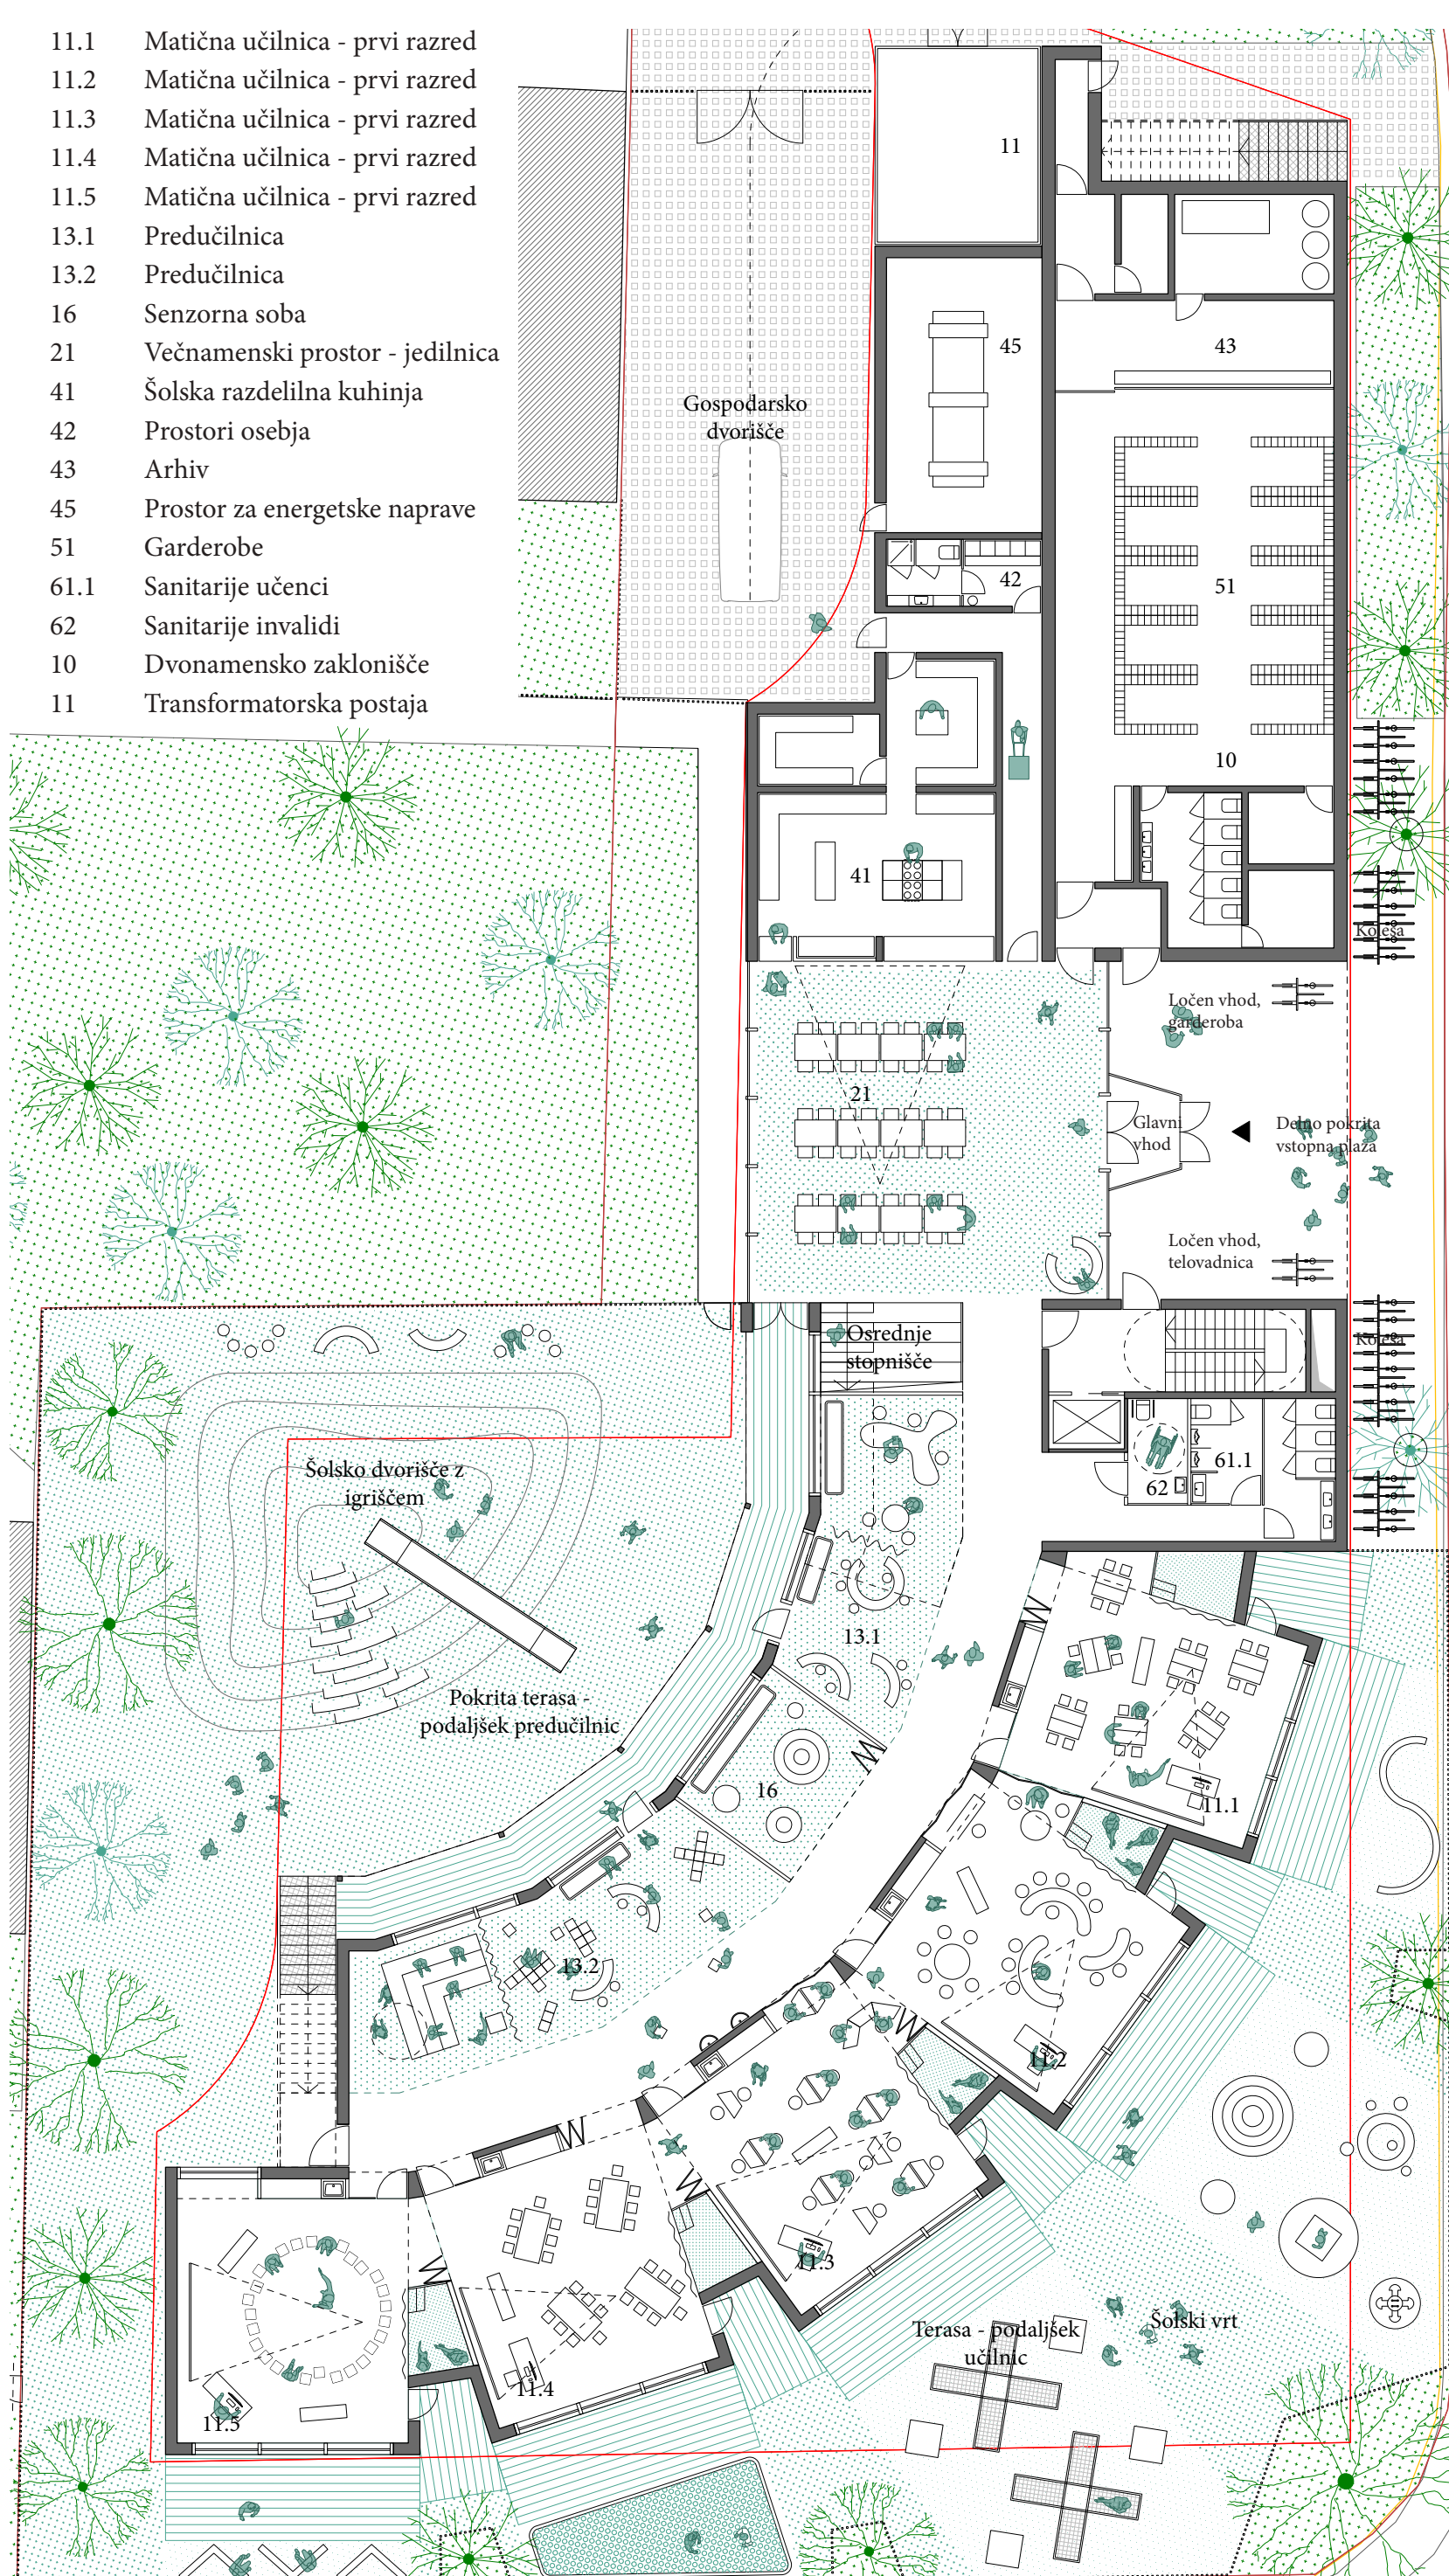 11.1 Matična učilnica - prvi razred
11.2 Matična učilnica - prvi razred
11.3 Matična učilnica - prvi razred
11.4 Matična učilnica - prvi razred
11.5 Matična učilnica - prvi razred
13.1 Predučilnica
13.2 Predučilnica
16 Senzorna soba
21 Večnamenski prostor - jedilnica
41 Šolska razdelilna kuhinja
42 Prostori osebja
43 Arhiv
45 Prostor za energetske naprave
51 Garderobe
61.1 Sanitarije učenci
62 Sanitarije invalidi
10 Dvonamensko zaklonišče
11 Transformatorska postaja
11
45
43
Gospodarsko
dvorišče
42
51
10
41
Koleša
Ločen vhod,
garderoba
21
Glavni
vhod
Delno pokrita
vstopna plaza
Ločen vhod,
telovadnica
Osrednje
stopnišče
Koleša
Šolsko dvorišče z
igriščem
61.1
62
13.1
Pokrita terasa -
podaljšek predučilnic
16
11.1
13.2
11.2
11.3
Terasa - podaljšek
učilnic
Šolski vrt
11.4
11.5